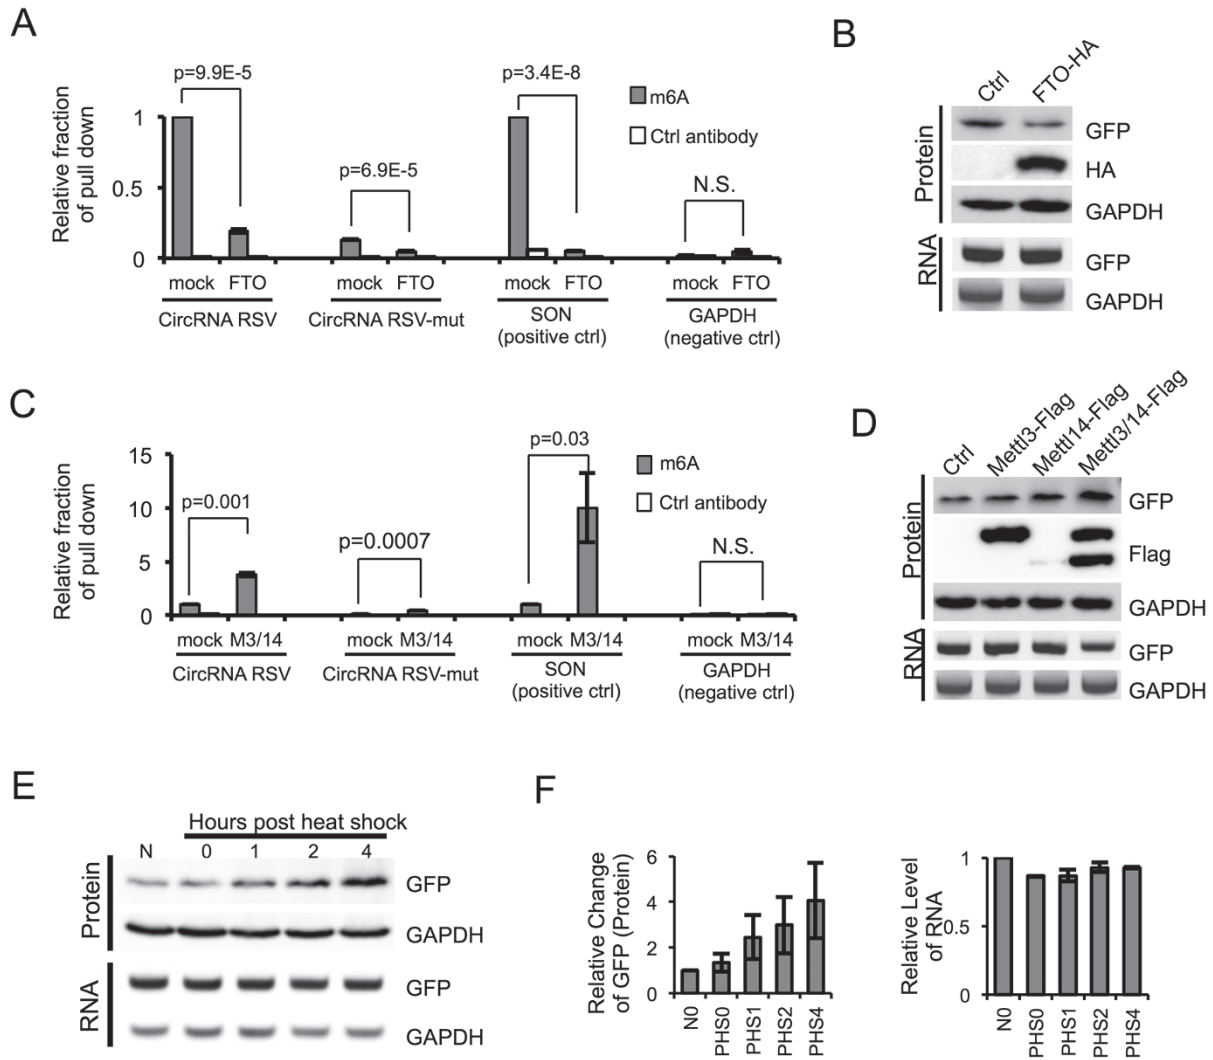 A
p=9.9E-5
p=3.4E-8
m6A
Ctrl antibody
p=6.9E-5
N.S.
Relative fraction
of pull down
1
0.5
0
mock FTO
mock FTO
mock FTO
mock FTO
CircRNA RSV
CircRNA RSV-mut
SON
(positive ctrl)
GAPDH
(negative ctrl)
B
Ctrl
FTO-HA
Protein
GFP
HA
GAPDH
RNA
GFP
GAPDH
C
p=0.03
m6A
p=0.001
Ctrl antibody
p=0.0007
N.S.
Relative fraction
of pull down
15
10
5
0
mock M3/14
mock M3/14
mock M3/14
mock M3/14
CircRNA RSV
CircRNA RSV-mut
SON
(positive ctrl)
GAPDH
(negative ctrl)
D
Ctrl
Mettl3-Flag
Mettl14-Flag
Mettl3/14-Flag
Protein
GFP
Flag
GAPDH
RNA
GFP
GAPDH
E
Hours post heat shock
N 0 1 2 4
Protein
GFP
GAPDH
RNA
GFP
GAPDH
F
Relative Change
of GFP (Protein)
6
4
2
0
N0
PHS0
PHS1
PHS2
PHS4
Relative Level
of RNA
1
0.5
0
N0
PHS0
PHS1
PHS2
PHS4